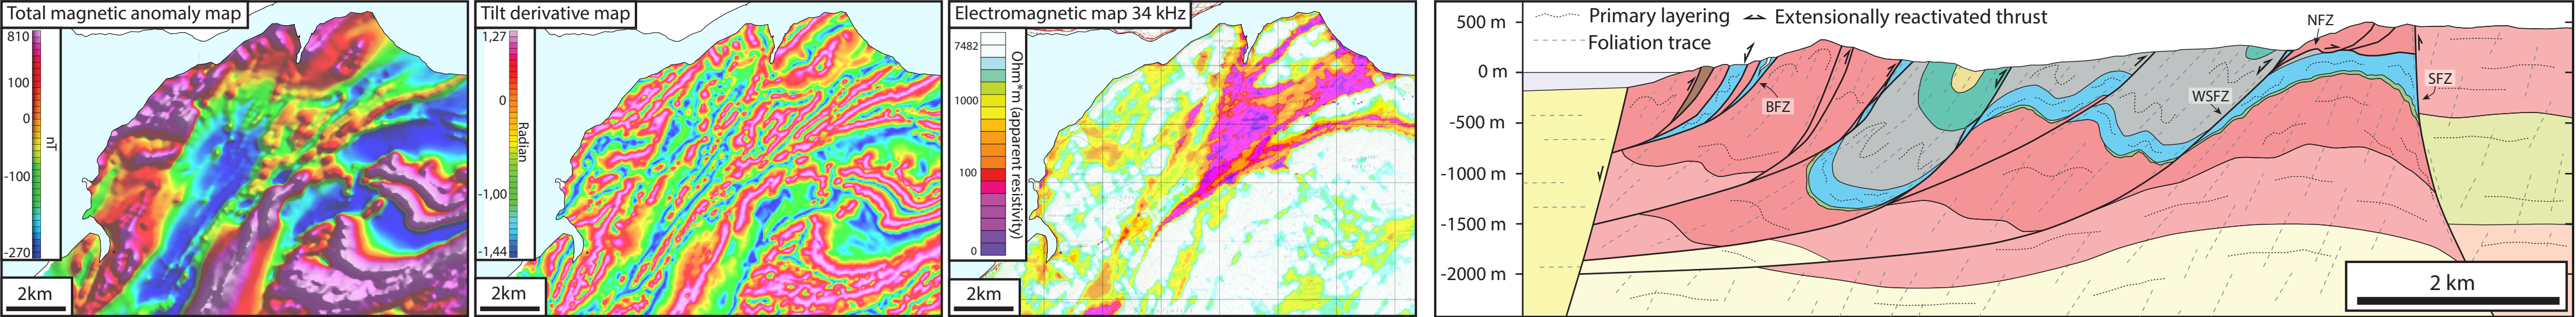 Total magnetic anomaly map
810
100
0
-100
-270
nT
2km
Tilt derivative map
1,27
0
-1,00
-1,44
Radian
2km
Electromagnetic map 34 kHz
7482
1000
100
0
Ohm*m (apparent resistivity)
2km
500 m
0 m
-500 m
-1000 m
-1500 m
-2000 m
Primary layering
Extensionally reactivated thrust
Foliation trace
BFZ
NFZ
WSFZ
SFZ
2 km